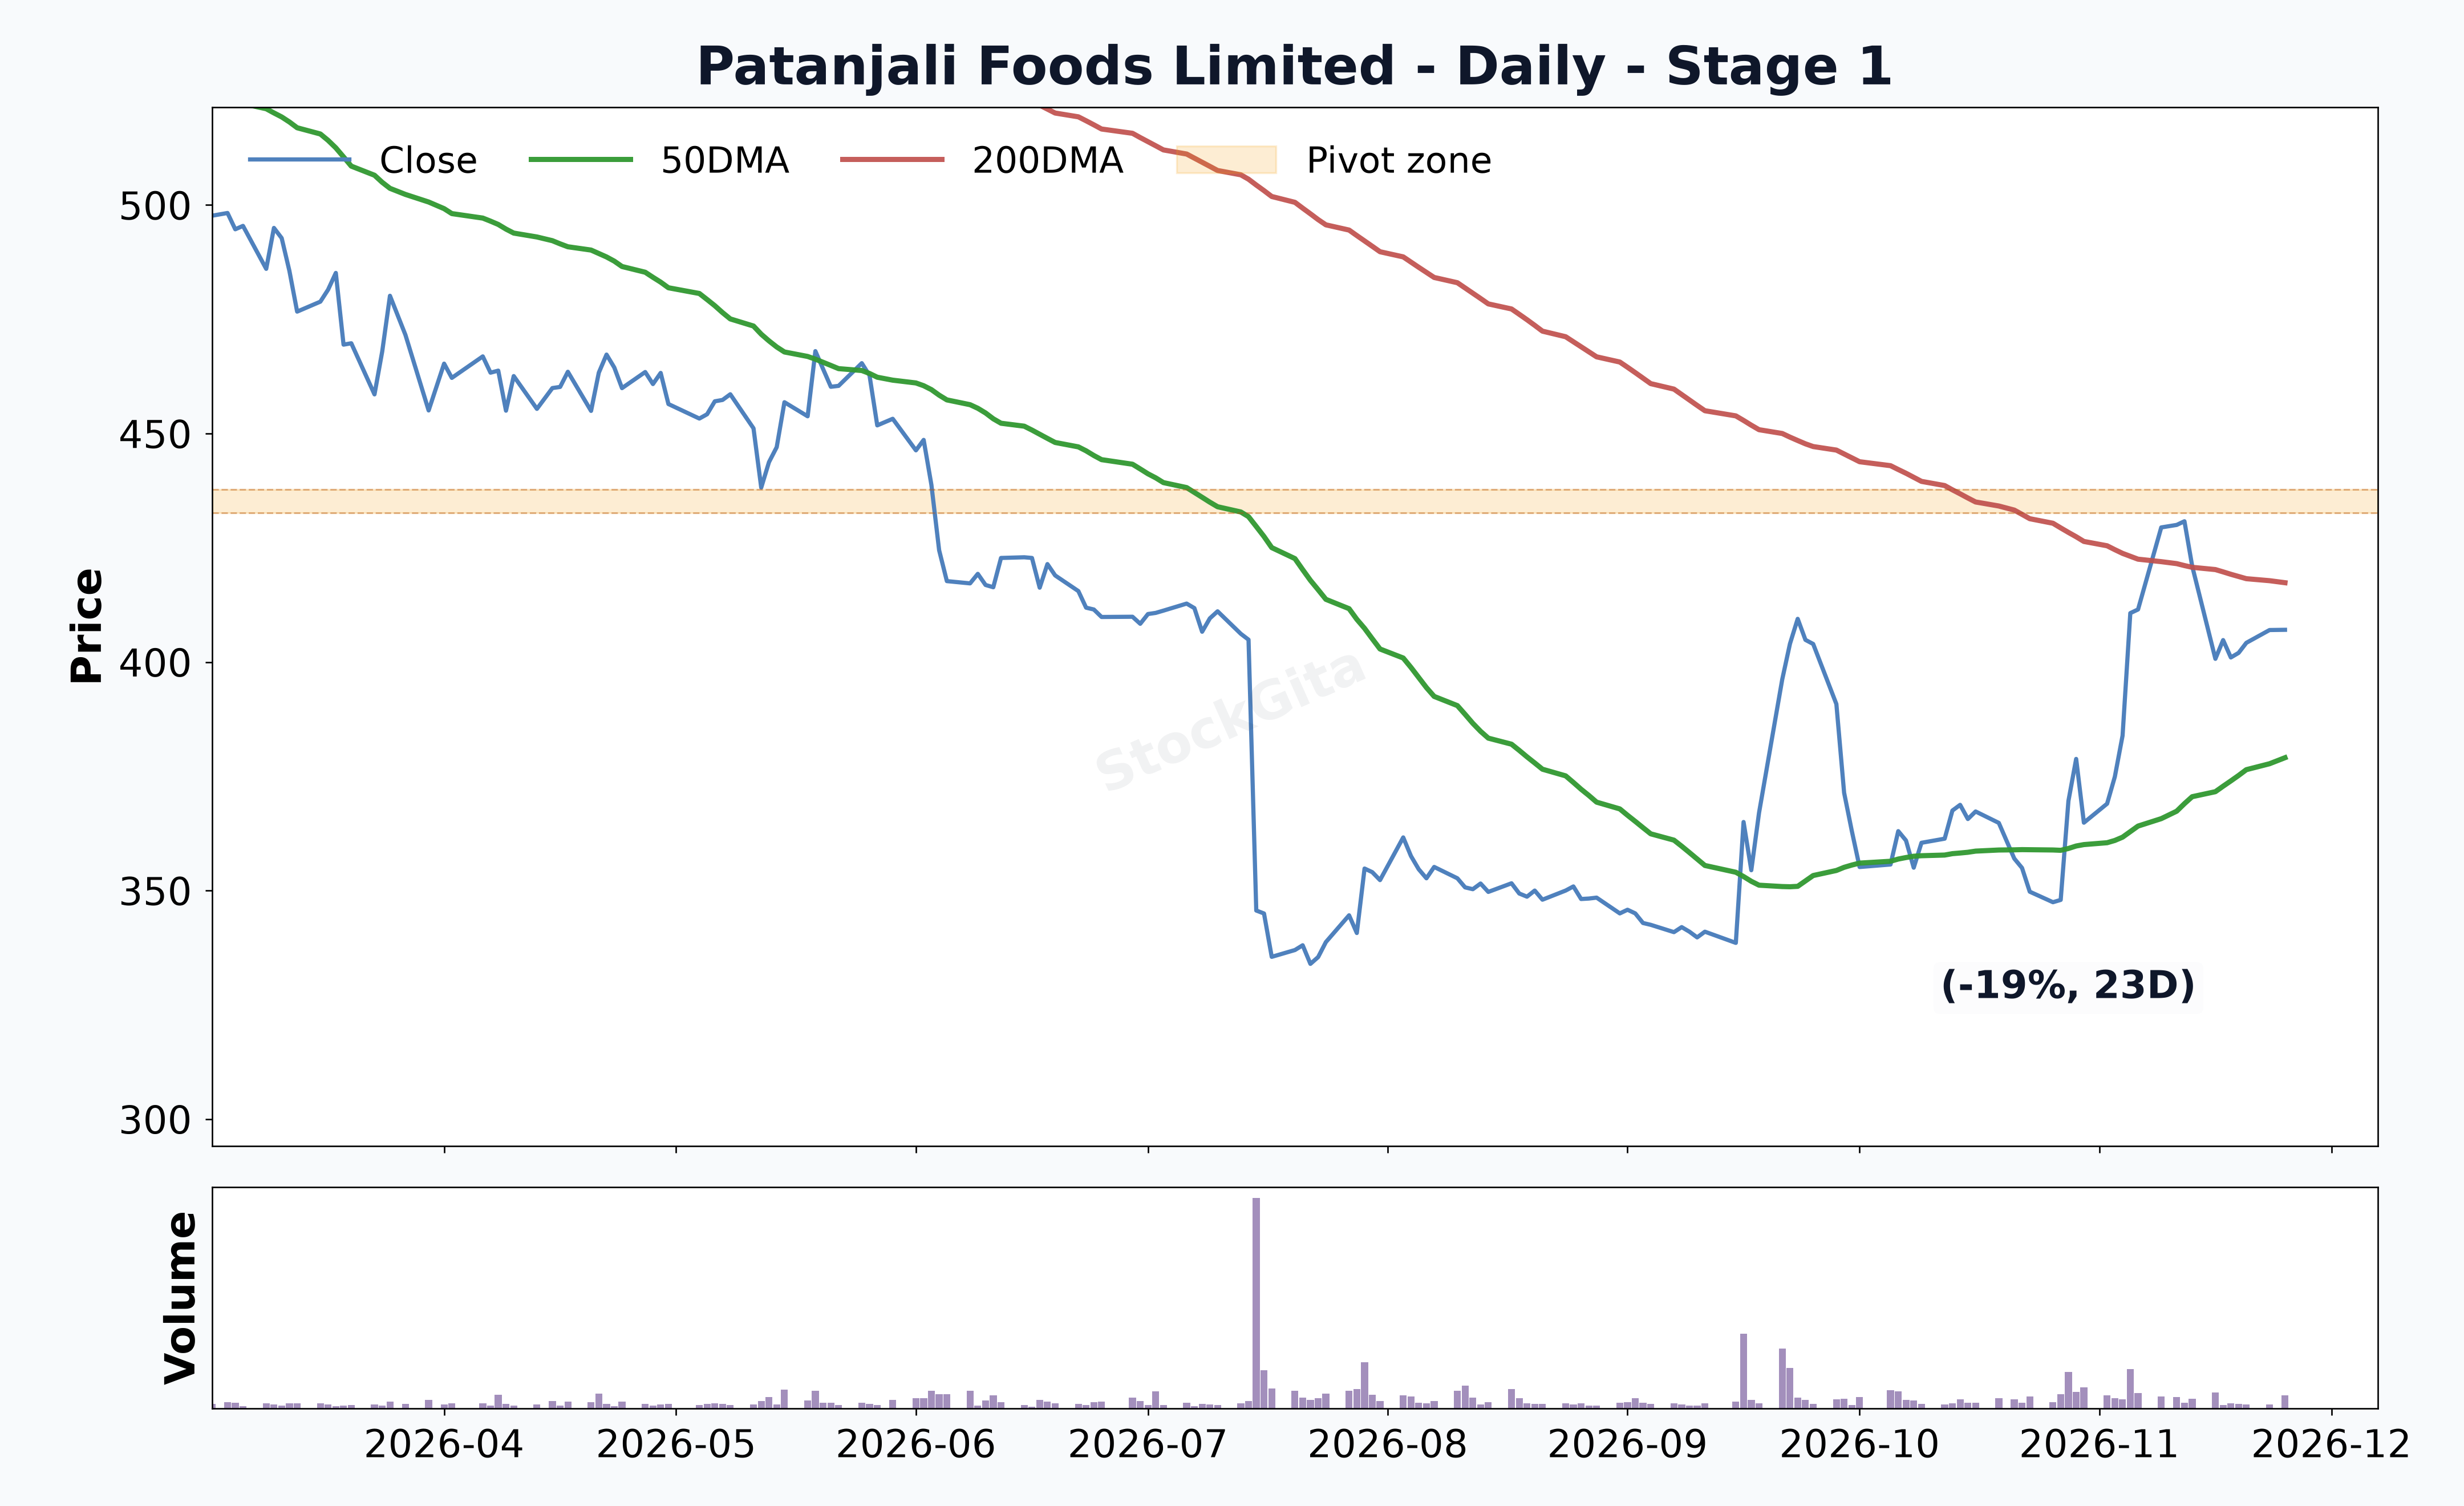 Patanjali Foods Limited - Daily - Stage 1
Close 50DMA 200DMA Pivot zone
500
450
400
350
300
Price
StockGita
(-19%, 23D)
Volume
2026-04 2026-05 2026-06 2026-07 2026-08 2026-09 2026-10 2026-11 2026-12